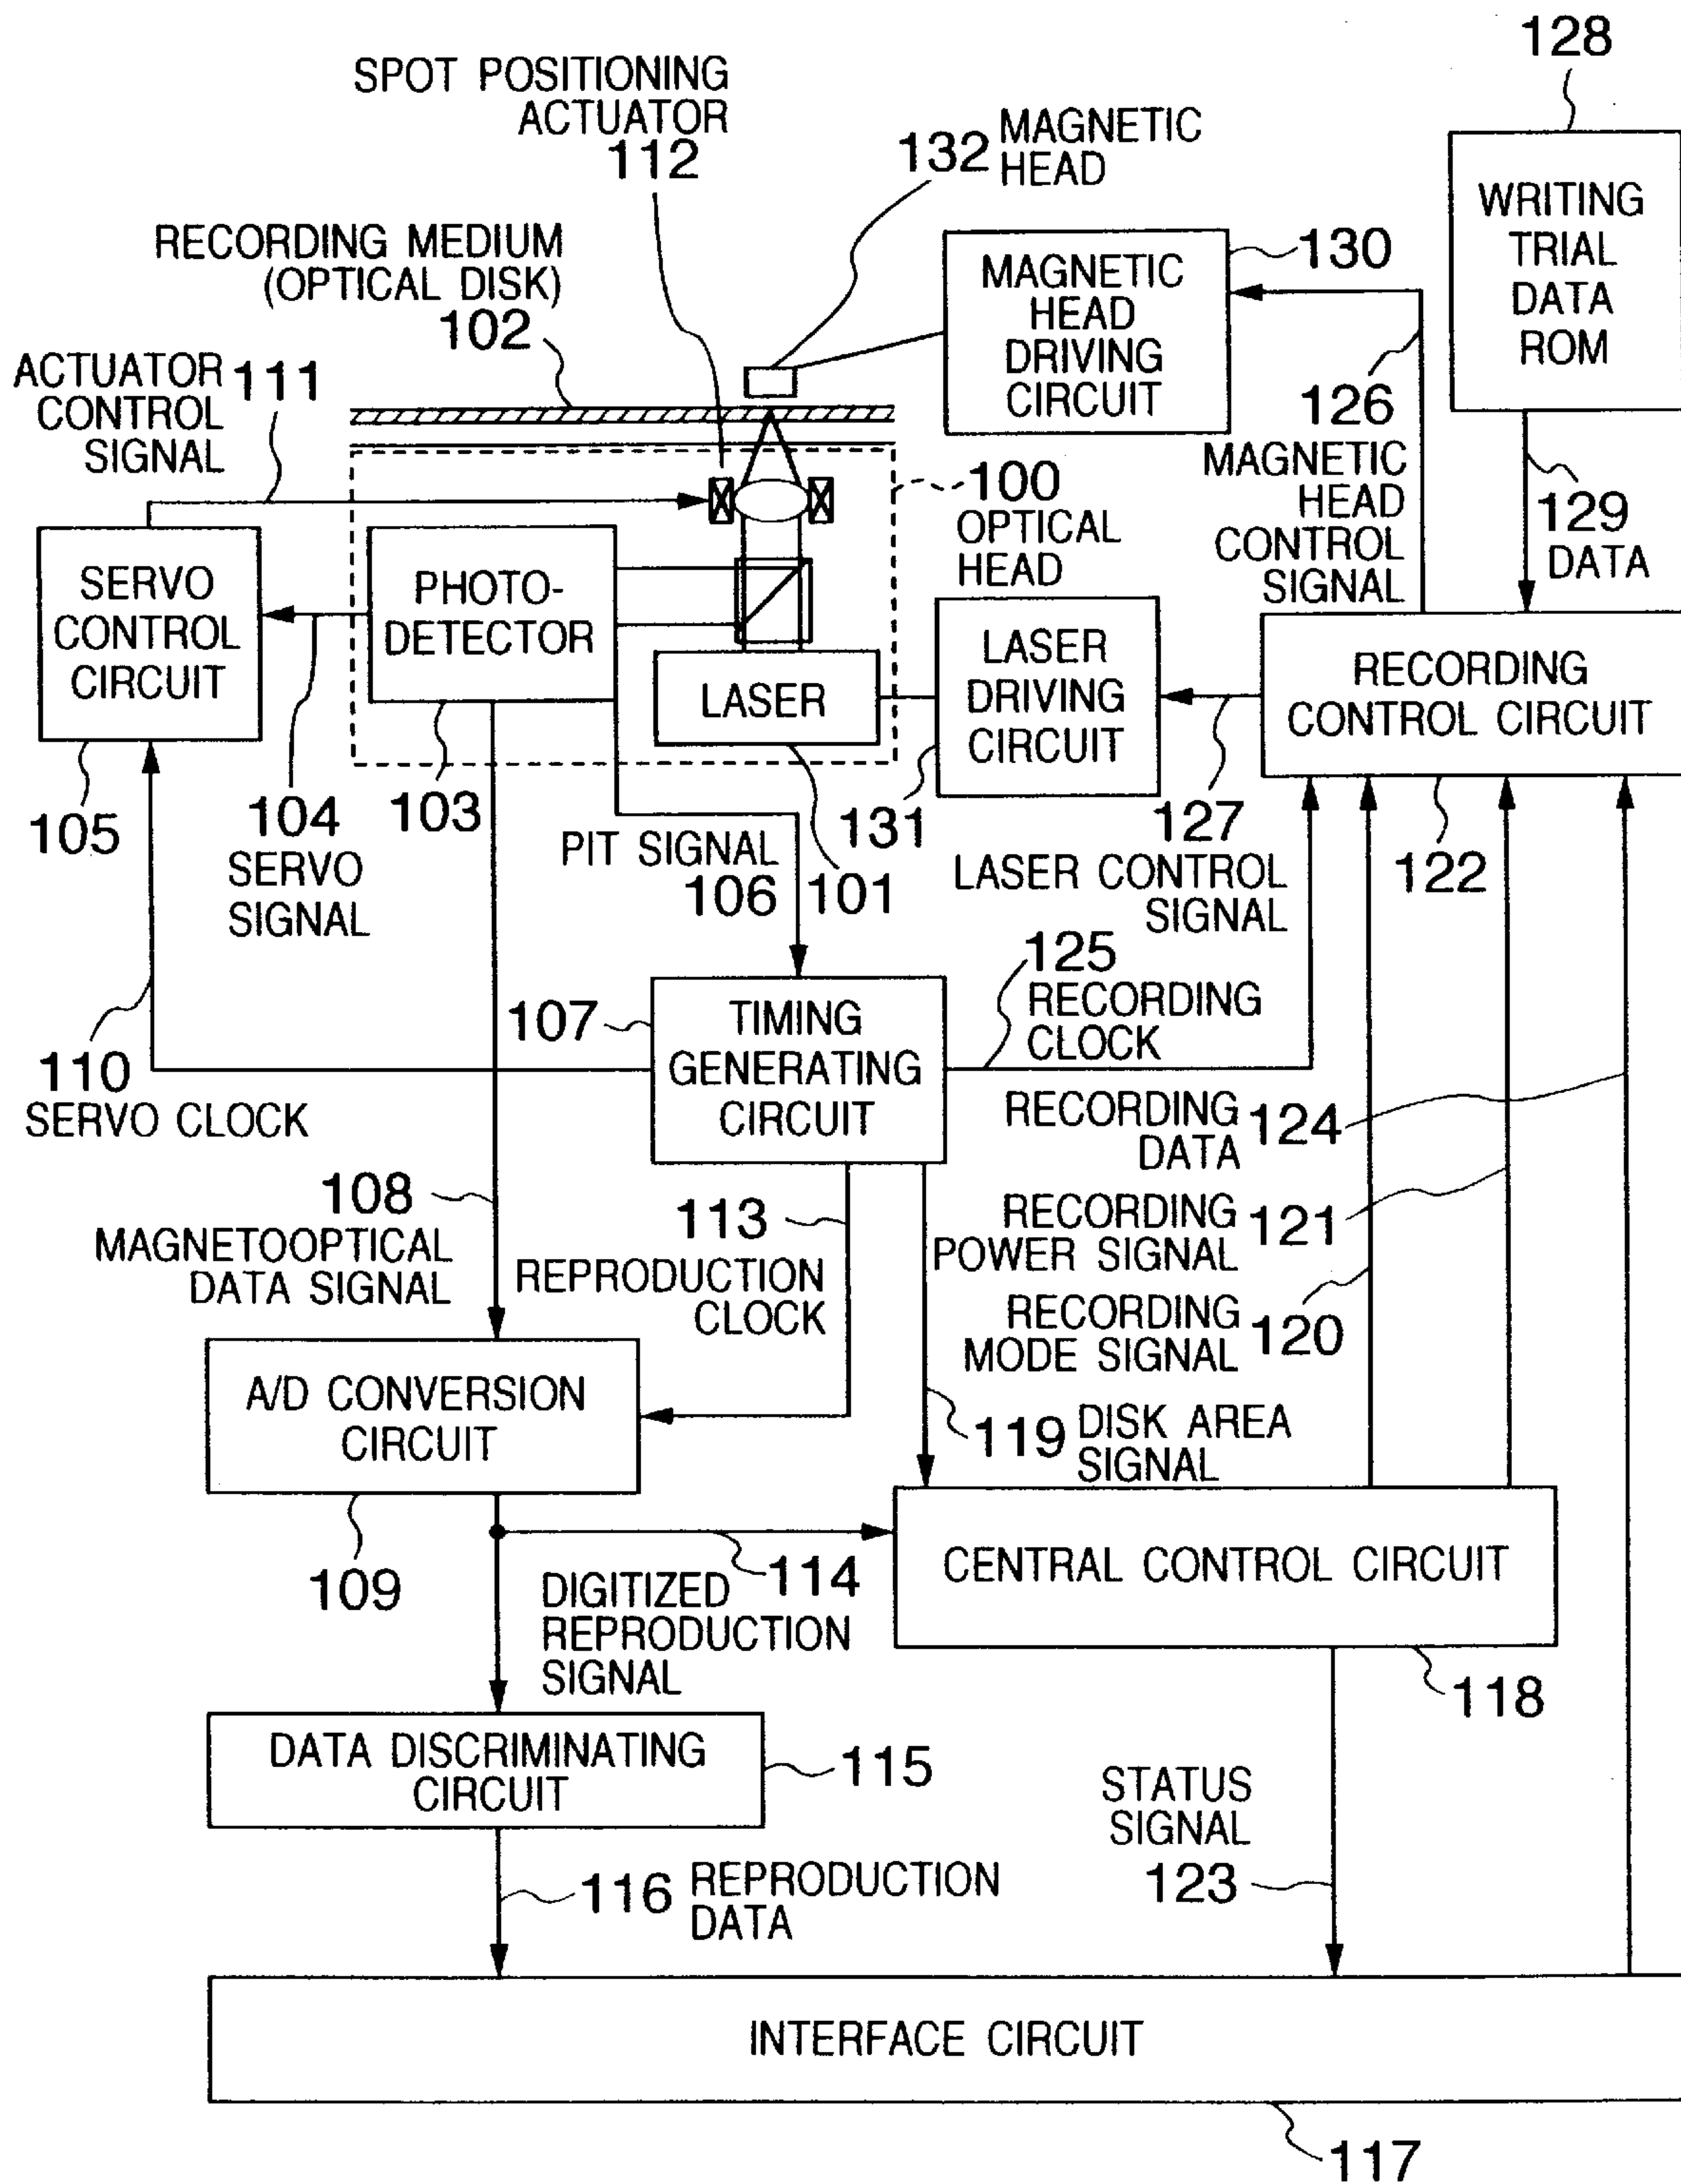 128
SPOT POSITIONING
ACTUATOR
112
132 MAGNETIC
HEAD
WRITING
TRIAL
DATA
ROM
RECORDING MEDIUM
(OPTICAL DISK)
102
MAGNETIC
HEAD
DRIVING
CIRCUIT
130
ACTUATOR 111
CONTROL
SIGNAL
126
MAGNETIC
HEAD
CONTROL
SIGNAL
100
OPTICAL
HEAD
129
DATA
SERVO
CONTROL
CIRCUIT
PHOTO-
DETECTOR
LASER
LASER
DRIVING
CIRCUIT
RECORDING
CONTROL CIRCUIT
105
104
SERVO
SIGNAL
103
PIT SIGNAL
106
101
131
127
LASER CONTROL
SIGNAL
122
125
RECORDING
CLOCK
107
TIMING
GENERATING
CIRCUIT
110
SERVO CLOCK
RECORDING
DATA 124
108
MAGNETOOPTICAL
DATA SIGNAL
113
REPRODUCTION
CLOCK
RECORDING
POWER SIGNAL 121
RECORDING
MODE SIGNAL 120
A/D CONVERSION
CIRCUIT
119 DISK AREA
SIGNAL
109
114
DIGITIZED
REPRODUCTION
SIGNAL
CENTRAL CONTROL CIRCUIT
118
DATA DISCRIMINATING
CIRCUIT
115
STATUS
SIGNAL
123
116 REPRODUCTION
DATA
INTERFACE CIRCUIT
117